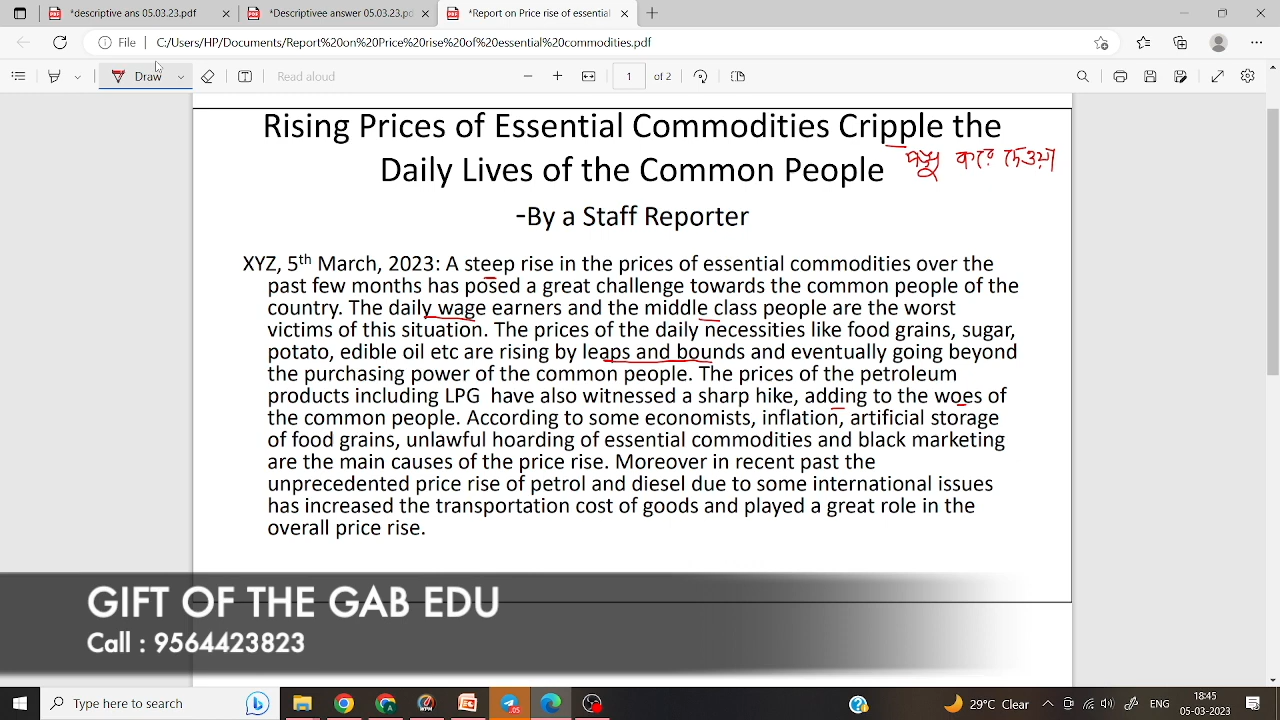 *descriptive ans 05.03.23.pdf
*Descriptive answer 05.03.23.pdf
*Report on Price rise of essential
File
C:/Users/HP/Documents/Report%20on%20Price%20rise%20of%20essential%20commodities.pdf
Draw
Read aloud
1
of 2
Rising Prices of Essential Commodities Cripple the
Daily Lives of the Common People
পঙ্গু করে দেওয়া
-By a Staff Reporter
XYZ, 5th March, 2023: A steep rise in the prices of essential commodities over the
past few months has posed a great challenge towards the common people of the
country. The daily wage earners and the middle class people are the worst
victims of this situation. The prices of the daily necessities like food grains, sugar,
potato, edible oil etc are rising by leaps and bounds and eventually going beyond
the purchasing power of the common people. The prices of the petroleum
products including LPG have also witnessed a sharp hike, adding to the woes of
the common people. According to some economists, inflation, artificial storage
of food grains, unlawful hoarding of essential commodities and black marketing
are the main causes of the price rise. Moreover in recent past the
unprecedented price rise of petrol and diesel due to some international issues
has increased the transportation cost of goods and played a great role in the
overall price rise.
GIFT OF THE GAB EDU
Call : 9564423823
Type here to search
29°C Clear
18:45
05-03-2023